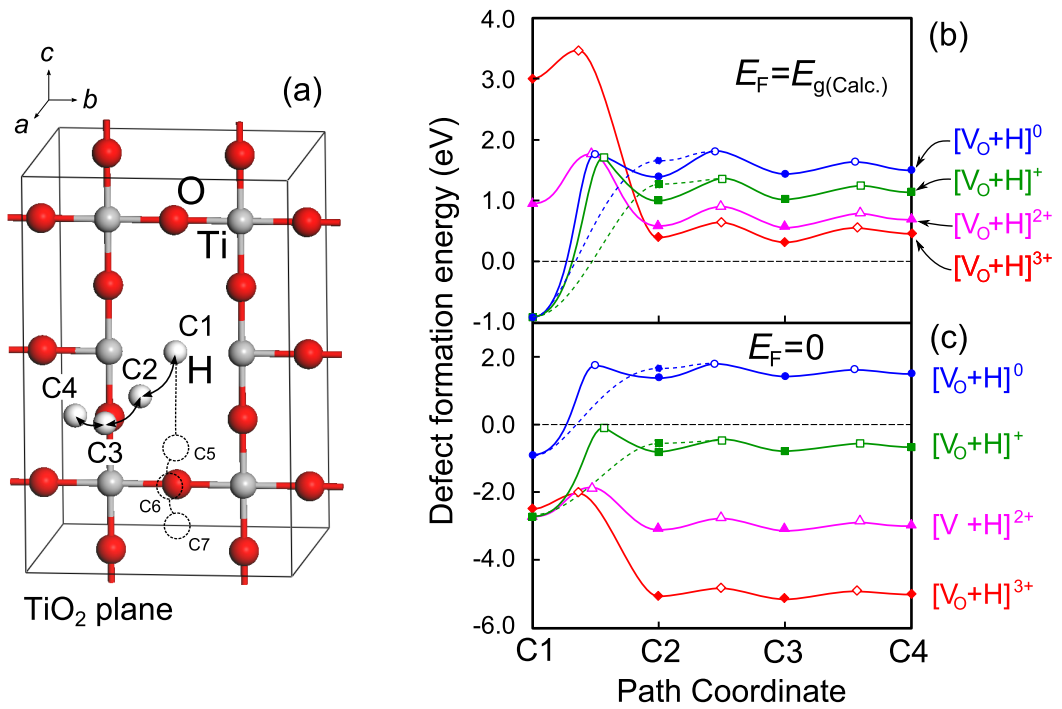 (a)
c
b
a
O
Ti
C1
H
C2
C4
C3
C5
C6
C7
TiO2 plane
(b)
EF=Eg(Calc.)
Defect formation energy (eV)
4.0
3.0
2.0
1.0
0.0
-1.0
[VO+H]0
[VO+H]+
[VO+H]2+
[VO+H]3+
(c)
EF=0
2.0
0.0
-2.0
-4.0
-6.0
[VO+H]0
[VO+H]+
[V +H]2+
[VO+H]3+
C1 C2 C3 C4
Path Coordinate